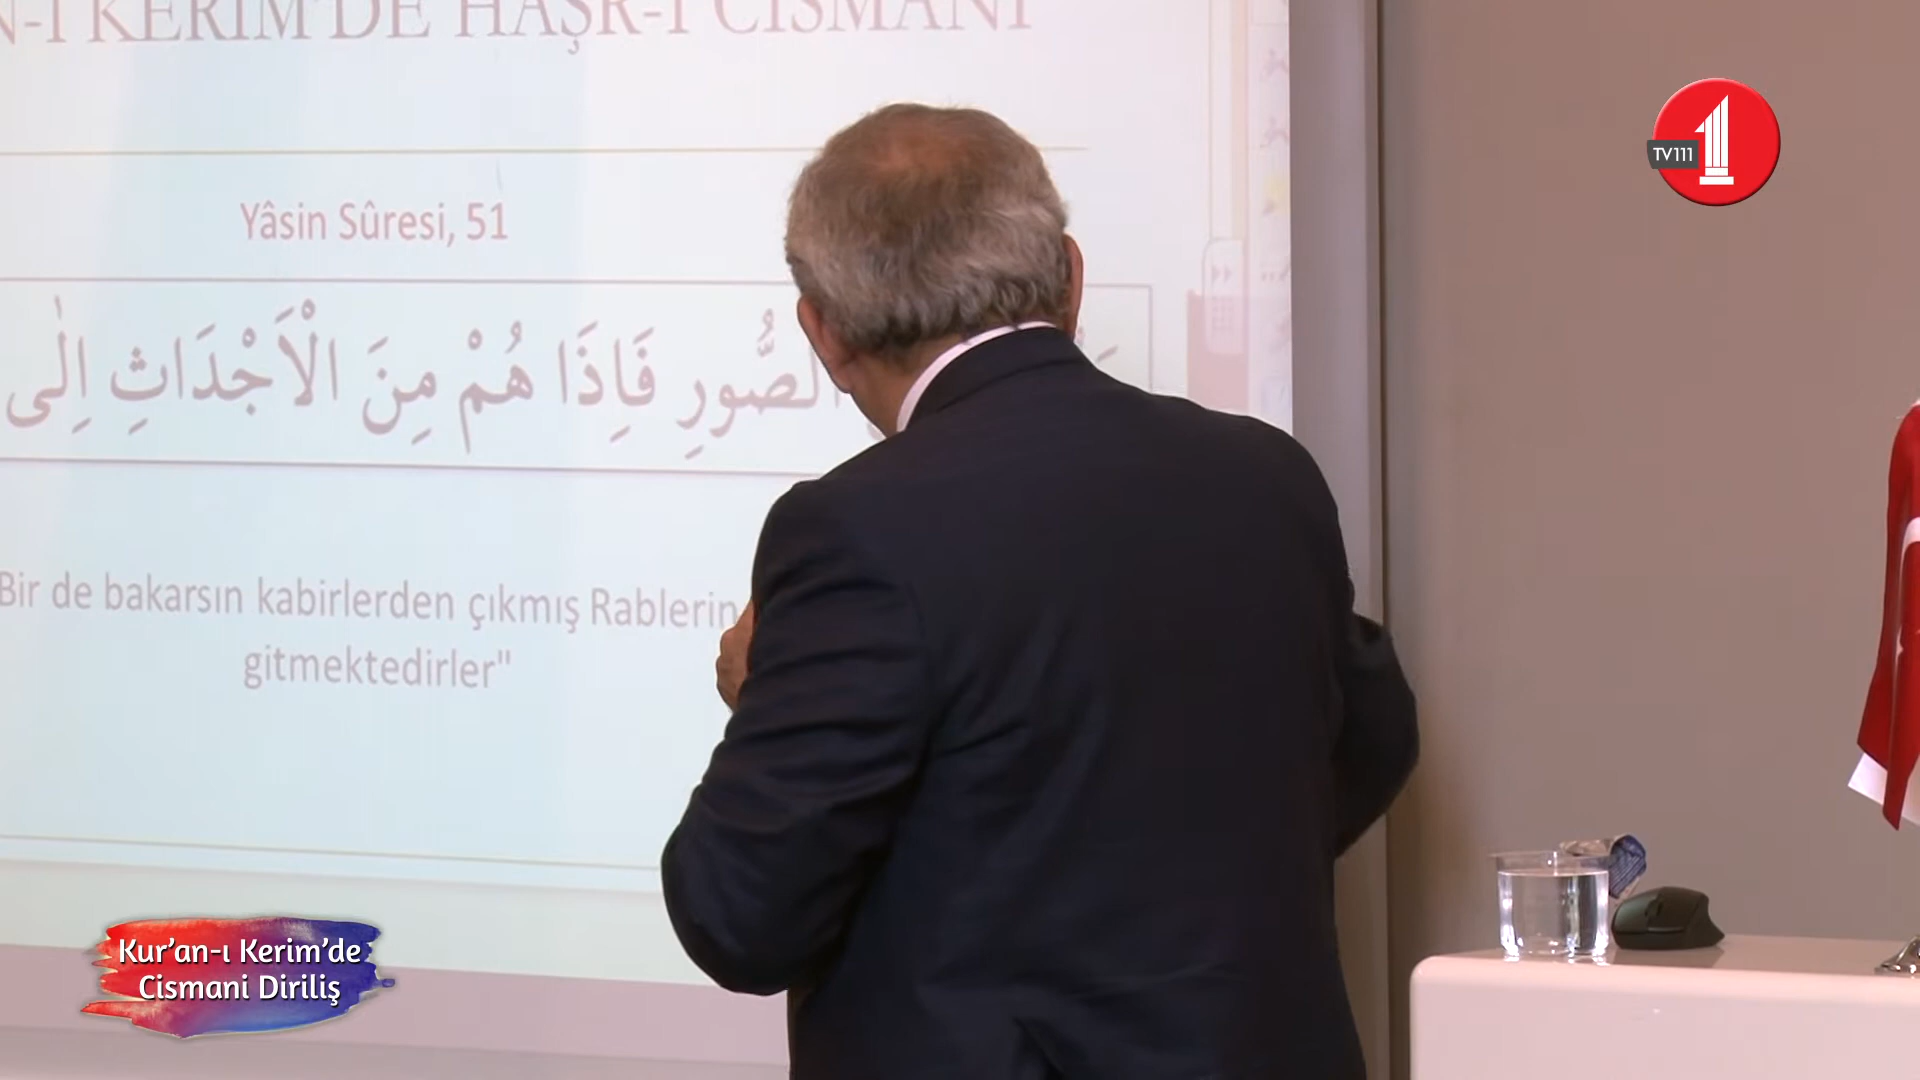 N-I KERİM'DE HAŞR-I CİSMANİ
Yâsin Sûresi, 51
الصُّورِ فَاِذَا هُمْ مِنَ الْاَجْدَاثِ اِلٰى
Bir de bakarsın kabirlerden çıkmış Rablerin
gitmektedirler"
TV111
1
Kur'an-ı Kerim'de
Cismani Diriliş